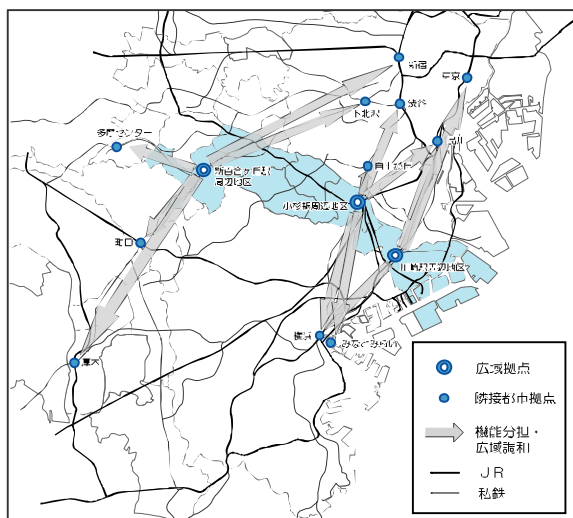 新宿
東京
下北沢
渋谷
多摩センター
品川
新百合ヶ丘駅
周辺地区
自由が丘
小杉駅周辺地区
町田
川崎駅周辺地区
横浜
みなとみらい
厚木
広域拠点
隣接都市拠点
機能分担・
広域調和
ＪＲ
私鉄